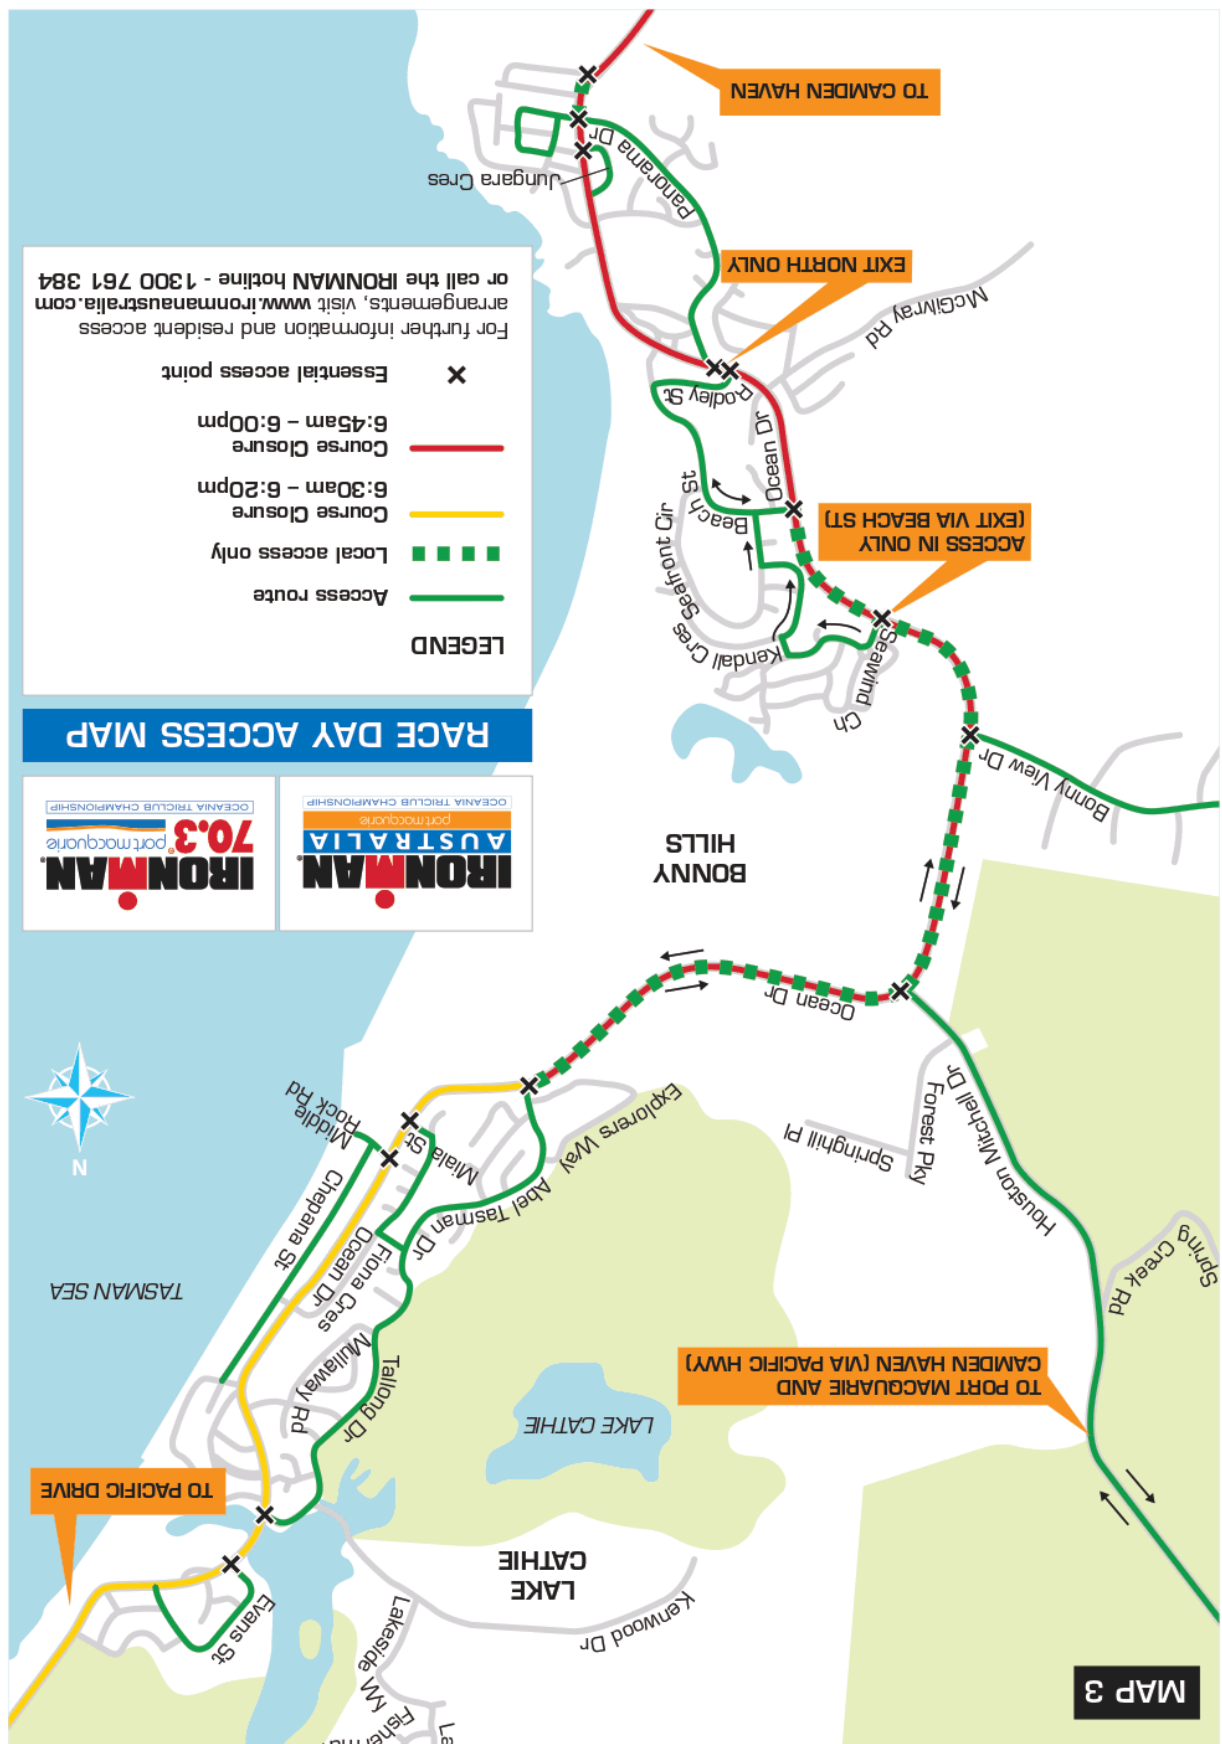 MAP 3
Lakeside
Kenwood Dr
Evans St
LAKE
CATHIE
TO PACIFIC DRIVE
LAKE CATHIE
Tallong Dr
Mullaway Rd
Fiona Cres
Ocean Dr
Chepana St
Middle
Rock Rd
Miala St
Abel Tasman Dr
Explorers Way
TO PORT MACQUARIE AND
CAMDEN HAVEN (VIA PACIFIC HWY)
Spring
Creek Rd
Houston Mitchell Dr
Forest Pky
Springhill Pl
TASMAN SEA
N
Ocean Dr
BONNY
HILLS
Bonny View Dr
IRONMAN
AUSTRALIA
port macquarie
OCEANIA TRICLUB CHAMPIONSHIP
IRONMAN
70.3 port macquarie
OCEANIA TRICLUB CHAMPIONSHIP
RACE DAY ACCESS MAP
LEGEND
Access route
Local access only
Course Closure
6:30am – 6:20pm
Course Closure
6:45am – 6:00pm
Essential access point
For further information and resident access
arrangements, visit www.ironmanaustralia.com
or call the IRONMAN hotline - 1300 761 384
Seawind Ch
Kendall Cres
Seafront Cir
ACCESS IN ONLY
(EXIT VIA BEACH ST)
Beach St
Ocean Dr
Rodley St
McGilvray Rd
EXIT NORTH ONLY
Panorama Dr
Jungara Cres
TO CAMDEN HAVEN